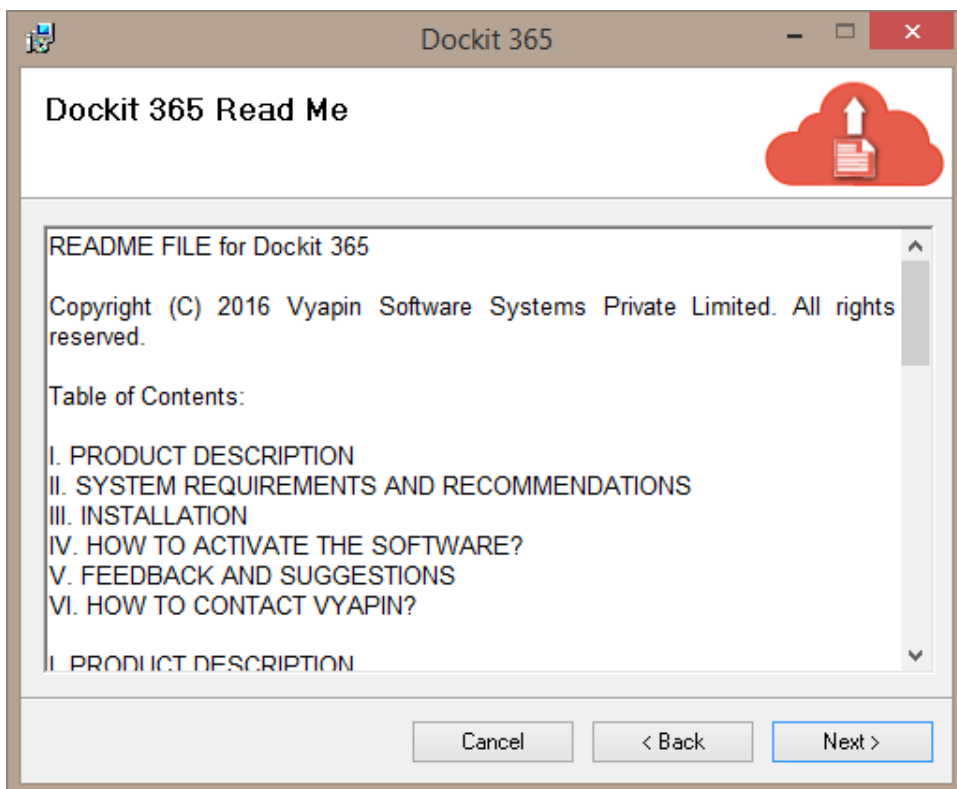 Dockit 365
Dockit 365 Read Me
README FILE for Dockit 365
Copyright (C) 2016 Vyapin Software Systems Private Limited. All rights
reserved.
Table of Contents:
I. PRODUCT DESCRIPTION
II. SYSTEM REQUIREMENTS AND RECOMMENDATIONS
III. INSTALLATION
IV. HOW TO ACTIVATE THE SOFTWARE?
V. FEEDBACK AND SUGGESTIONS
VI. HOW TO CONTACT VYAPIN?
I. PRODUCT DESCRIPTION
Cancel
< Back
Next >